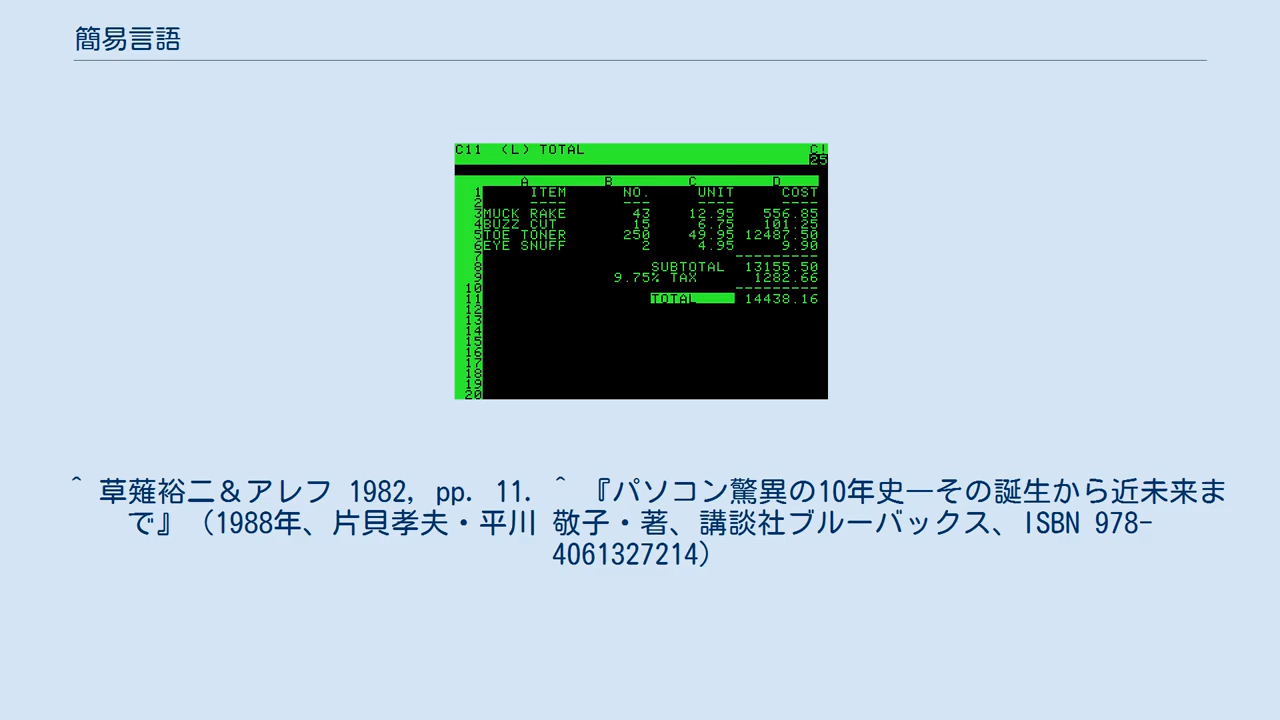 簡易言語
C11 (L) TOTAL C!
25
A B C D
1 ITEM NO. UNIT COST
2 ---- --- ---- ----
3 MUCK RAKE 43 12.95 556.85
4 BUZZ CUT 15 6.75 101.25
5 TOE TONER 250 49.95 12487.50
6 EYE SNUFF 2 4.95 9.90
7 ---------
8 SUBTOTAL 13155.50
9 9.75% TAX 1282.66
10 ---------
11 TOTAL 14438.16
12
13
14
15
16
17
18
19
20
^ 草薙裕二＆アレフ 1982, pp. 11. ^ 『パソコン驚異の10年史―その誕生から近未来ま
で』（1988年、片貝孝夫・平川 敬子・著、講談社ブルーバックス、ISBN 978-
4061327214）